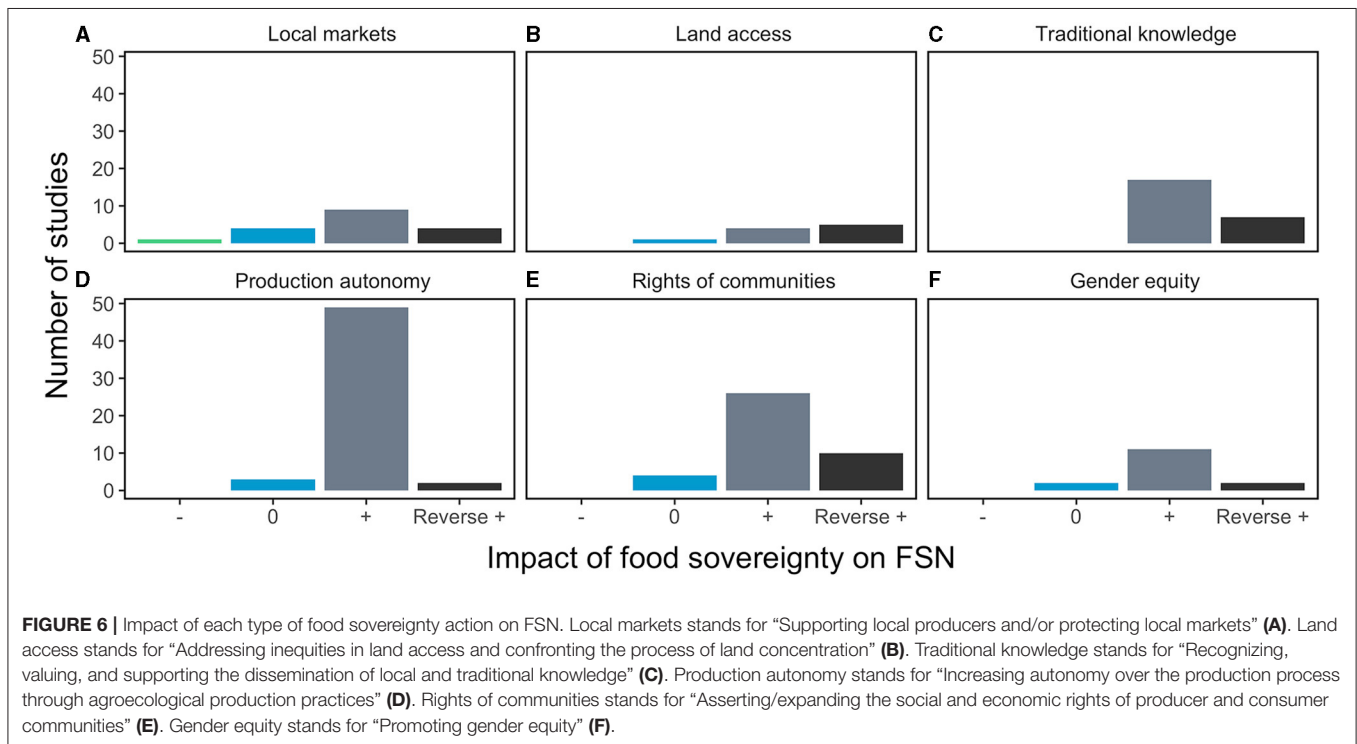 A Local markets
B Land access
C Traditional knowledge
50
40
30
20
10
0
D Production autonomy
E Rights of communities
F Gender equity
50
40
30
20
10
0
Number of studies
- 0 + Reverse +
- 0 + Reverse +
- 0 + Reverse +
Impact of food sovereignty on FSN
FIGURE 6 | Impact of each type of food sovereignty action on FSN. Local markets stands for “Supporting local producers and/or protecting local markets” (A). Land
access stands for “Addressing inequities in land access and confronting the process of land concentration” (B). Traditional knowledge stands for “Recognizing,
valuing, and supporting the dissemination of local and traditional knowledge” (C). Production autonomy stands for “Increasing autonomy over the production process
through agroecological production practices” (D). Rights of communities stands for “Asserting/expanding the social and economic rights of producer and consumer
communities” (E). Gender equity stands for “Promoting gender equity” (F).